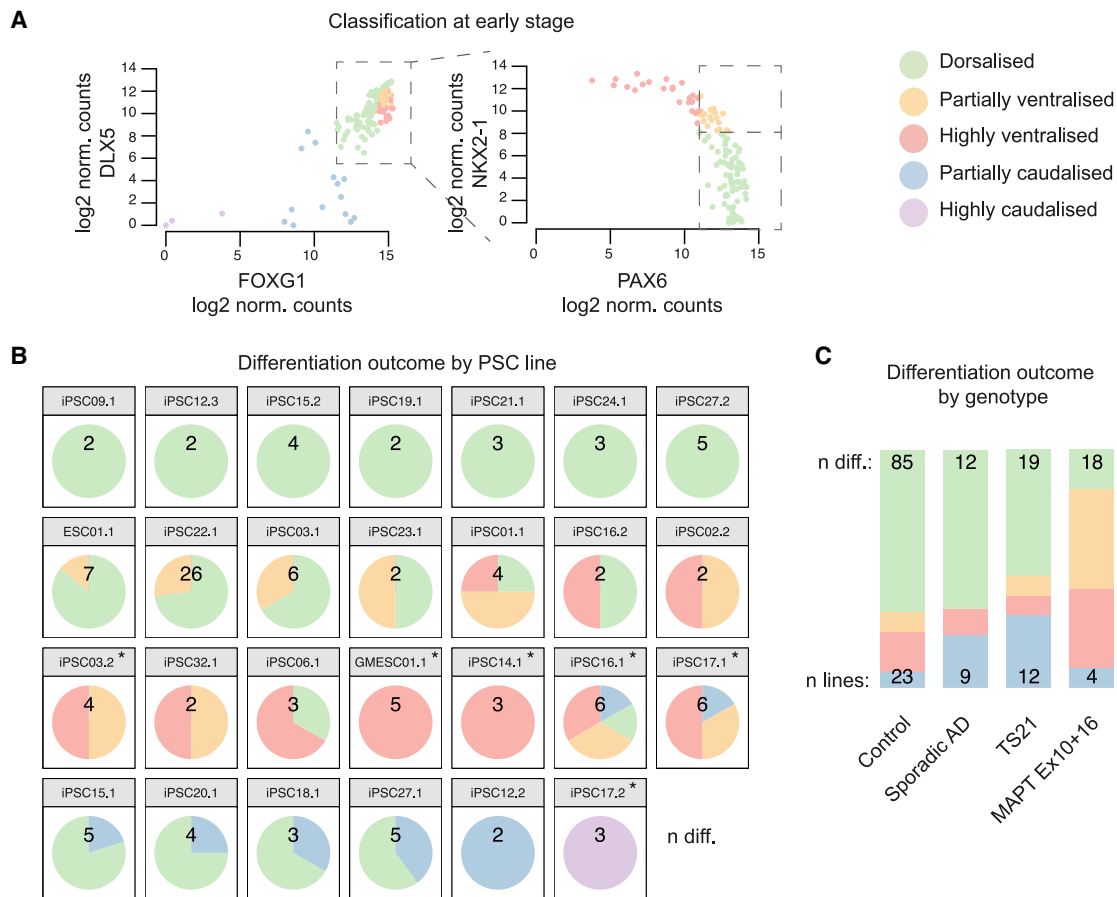 A
Classification at early stage
DLX5
log2 norm. counts
14
12
10
8
6
4
2
0
0
5
10
15
FOXG1
log2 norm. counts
NKX2-1
log2 norm. counts
14
12
10
8
6
4
2
0
0
5
10
15
PAX6
log2 norm. counts
Dorsalised
Partially ventralised
Highly ventralised
Partially caudalised
Highly caudalised
B
Differentiation outcome by PSC line
iPSC09.1 iPSC12.3 iPSC15.2 iPSC19.1 iPSC21.1 iPSC24.1 iPSC27.2
2 2 4 2 3 3 5
ESC01.1 iPSC22.1 iPSC03.1 iPSC23.1 iPSC01.1 iPSC16.2 iPSC02.2
7 26 6 2 4 2 2
iPSC03.2 * iPSC32.1 iPSC06.1 GMESC01.1 * iPSC14.1 * iPSC16.1 * iPSC17.1 *
4 2 3 5 3 6 6
iPSC15.1 iPSC20.1 iPSC18.1 iPSC27.1 iPSC12.2 iPSC17.2 *
5 4 3 5 2 3 n diff.
C
Differentiation outcome
by genotype
n diff.: 85 12 19 18
n lines: 23 9 12 4
Control
Sporadic AD
TS21
MAPT Ex10+16